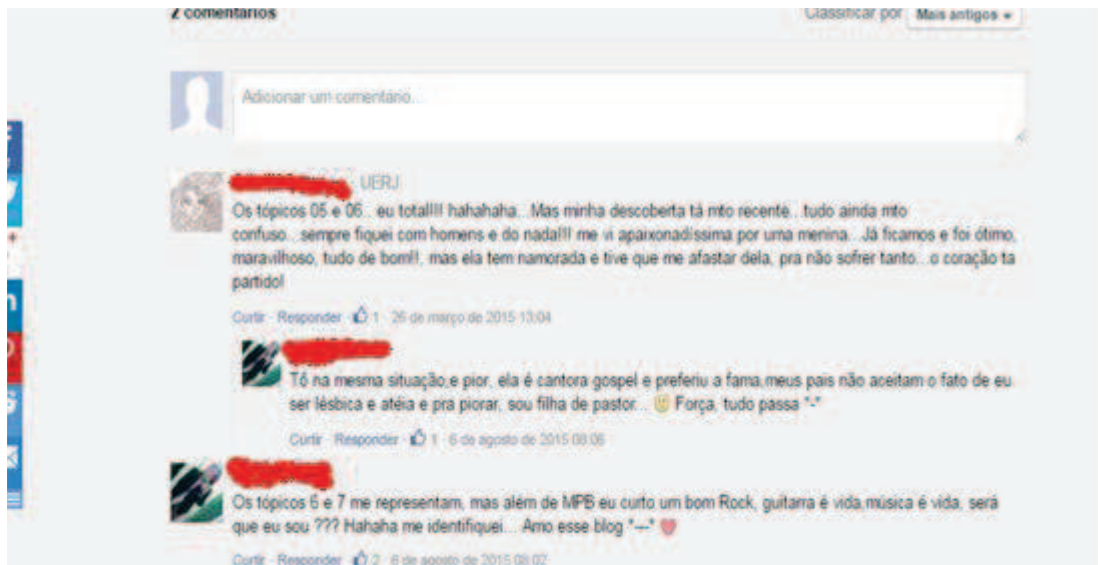 2 comentários
Classificar por Mais antigos
Adicionar um comentário...
· UERJ
Os tópicos 05 e 06.. eu total!!! hahahaha...Mas minha descoberta tá mto recente...tudo ainda mto
confuso...sempre fiquei com homens e do nada!!! me vi apaixonadíssima por uma menina...Já ficamos e foi ótimo,
maravilhoso, tudo de bom!!, mas ela tem namorada e tive que me afastar dela, pra não sofrer tanto...o coração ta
partido!
Curtir · Responder · 1 · 26 de março de 2015 13:04
Tô na mesma situação,e pior, ela é cantora gospel e preferiu a fama,meus pais não aceitam o fato de eu
ser lésbica e atéia e pra piorar, sou filha de pastor... Força, tudo passa *-*
Curtir · Responder · 1 · 6 de agosto de 2015 08:06
Os tópicos 6 e 7 me representam, mas além de MPB eu curto um bom Rock, guitarra é vida,música é vida, será
que eu sou ??? Hahaha me identifiquei... Amo esse blog *---*
Curtir · Responder · 2 · 6 de agosto de 2015 08:02